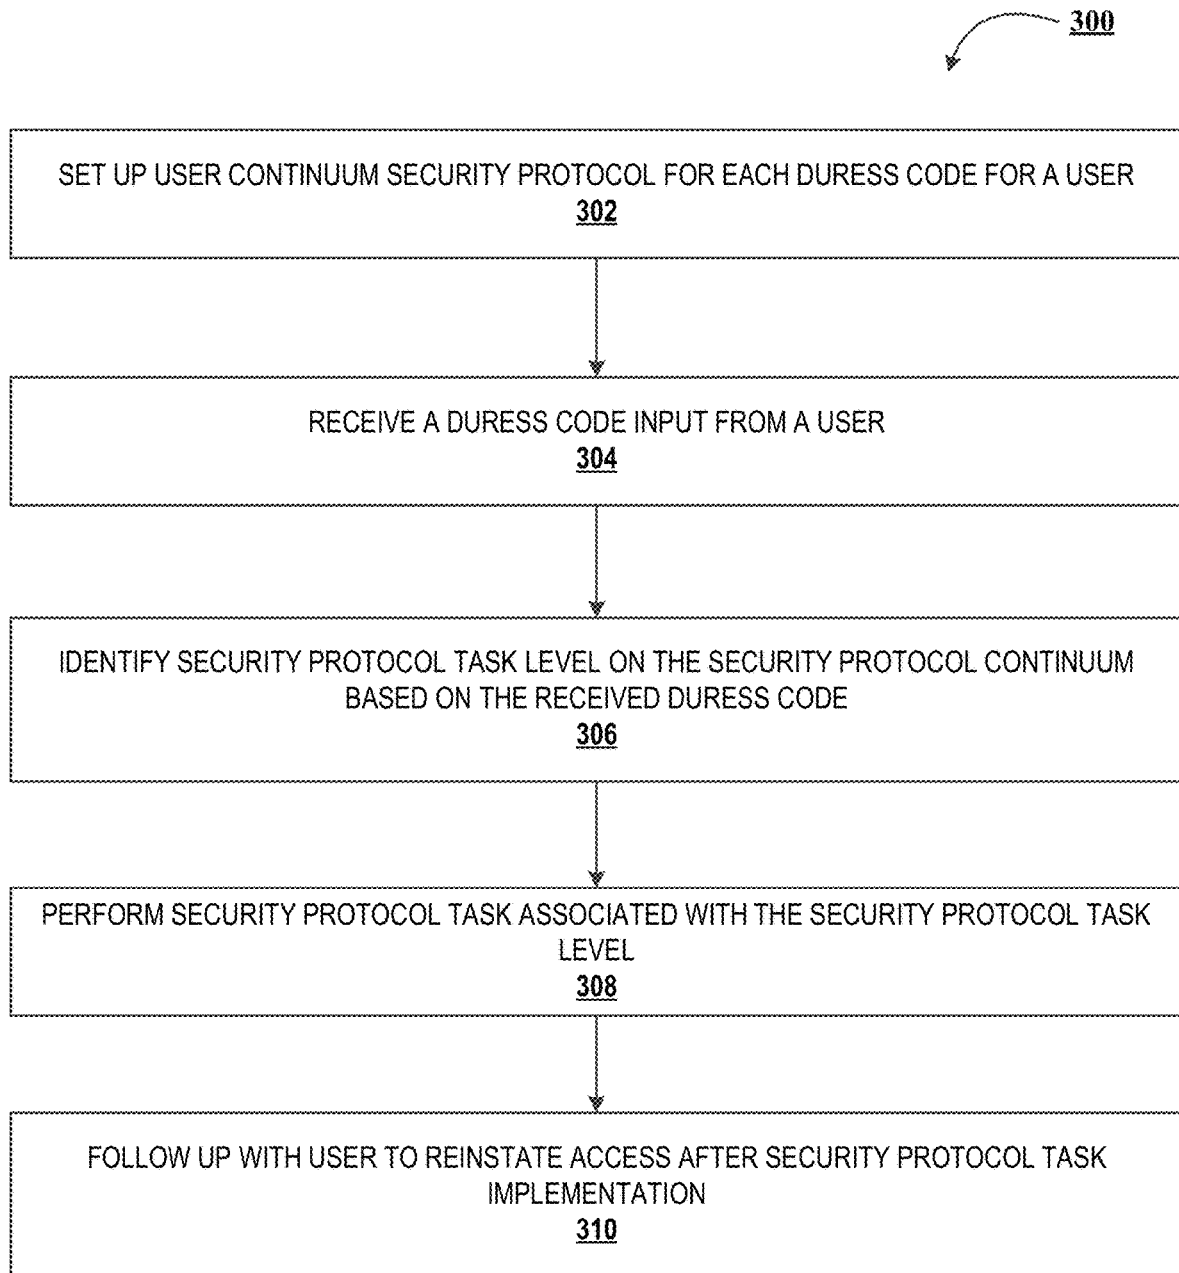 300
SET UP USER CONTINUUM SECURITY PROTOCOL FOR EACH DURESS CODE FOR A USER
302
RECEIVE A DURESS CODE INPUT FROM A USER
304
IDENTIFY SECURITY PROTOCOL TASK LEVEL ON THE SECURITY PROTOCOL CONTINUUM
BASED ON THE RECEIVED DURESS CODE
306
PERFORM SECURITY PROTOCOL TASK ASSOCIATED WITH THE SECURITY PROTOCOL TASK
LEVEL
308
FOLLOW UP WITH USER TO REINSTATE ACCESS AFTER SECURITY PROTOCOL TASK
IMPLEMENTATION
310